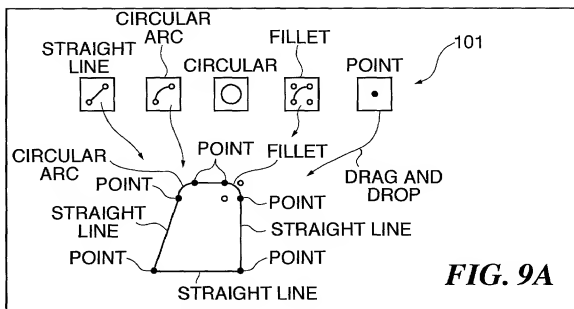 STRAIGHT
LINE
CIRCULAR
ARC
CIRCULAR
FILLET
POINT
101
CIRCULAR
ARC
POINT
FILLET
DRAG AND
DROP
POINT
POINT
STRAIGHT
LINE
STRAIGHT LINE
POINT
POINT
STRAIGHT LINE
FIG. 9A